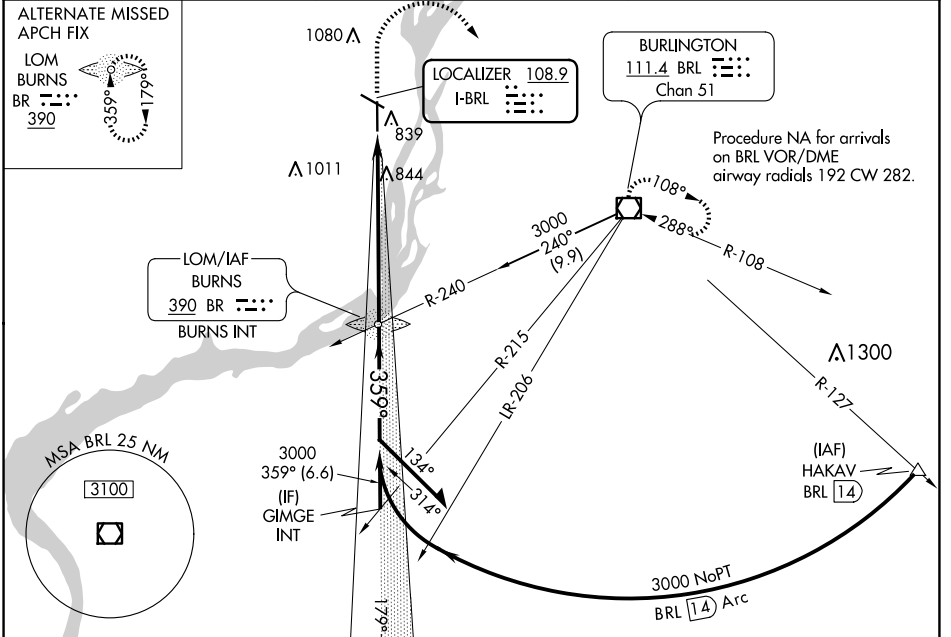 ALTERNATE MISSED
APCH FIX
LOM
BURNS
BR
390
359°
179°
1080
LOCALIZER 108.9
I-BRL
BURLINGTON
111.4 BRL
Chan 51
Procedure NA for arrivals
on BRL VOR/DME
airway radials 192 CW 282.
839
1011
844
108°
288°
R-108
3000
240°
(9.9)
R-240
LOM/IAF
BURNS
390 BR
BURNS INT
R-215
LR-206
1300
R-127
359°
134°
314°
3000
359° (6.6)
(IF)
GIMGE
INT
(IAF)
HAKAV
BRL 14
MSA BRL 25 NM
3100
3000 NoPT
BRL 14 Arc
179°